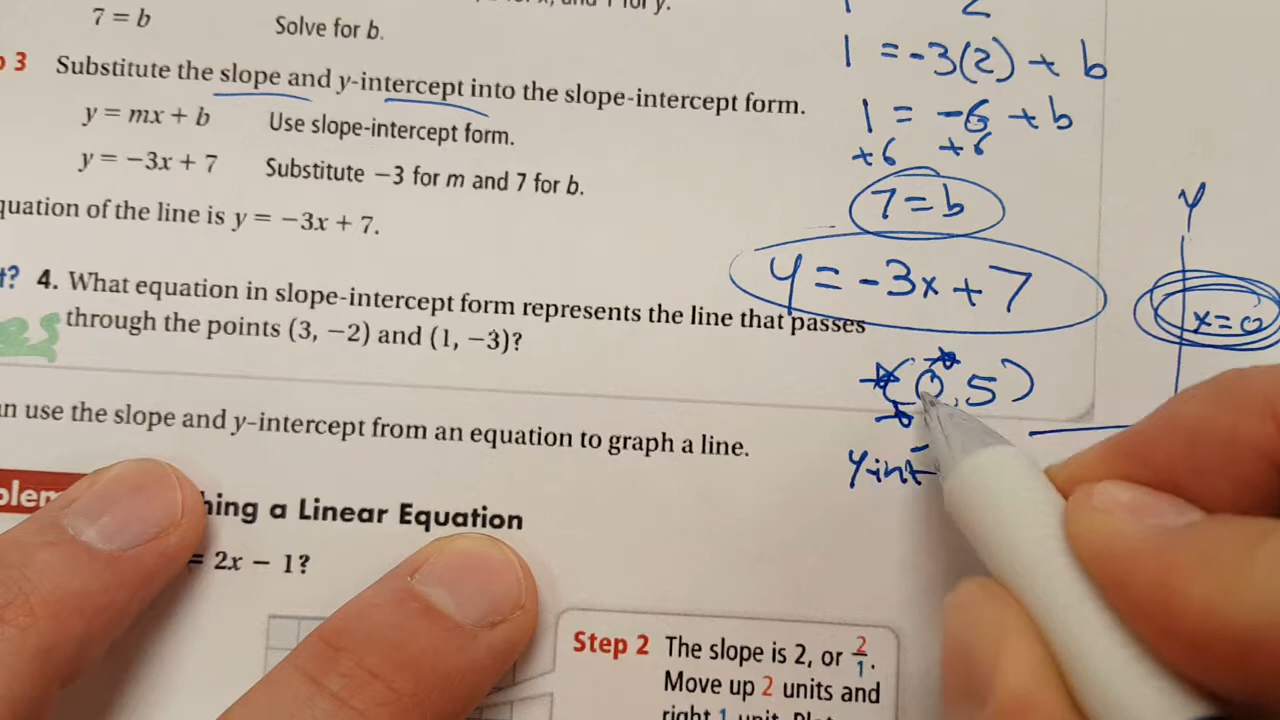 7 = b Solve for b.
3 Substitute the slope and y-intercept into the slope-intercept form.
y = mx + b Use slope-intercept form.
y = −3x + 7 Substitute −3 for m and 7 for b.
equation of the line is y = −3x + 7.
4. What equation in slope-intercept form represents the line that passes
through the points (3, −2) and (1, −3)?
use the slope and y-intercept from an equation to graph a line.
a Linear Equation
= 2x − 1?
Step 2 The slope is 2, or 2/1.
Move up 2 units and
right 1 unit.
1 = -3(2) + b
1 = -6 + b
+6 +6
7 = b
y = -3x + 7
(0, 5)
y int
y
x = 0